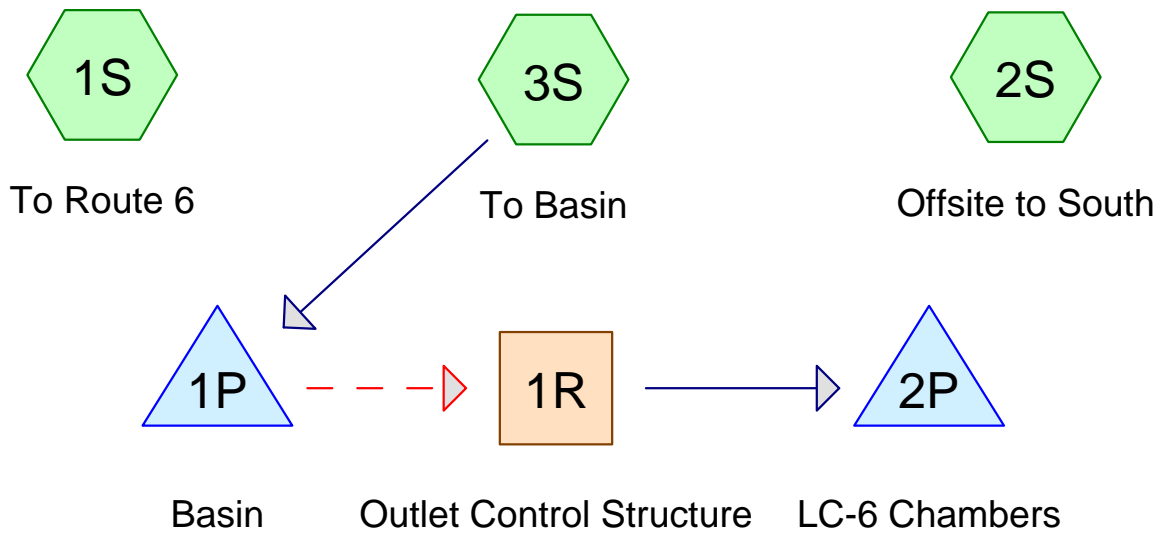 1S
3S
2S
To Route 6
To Basin
Offsite to South
1P
1R
2P
Basin
Outlet Control Structure
LC-6 Chambers